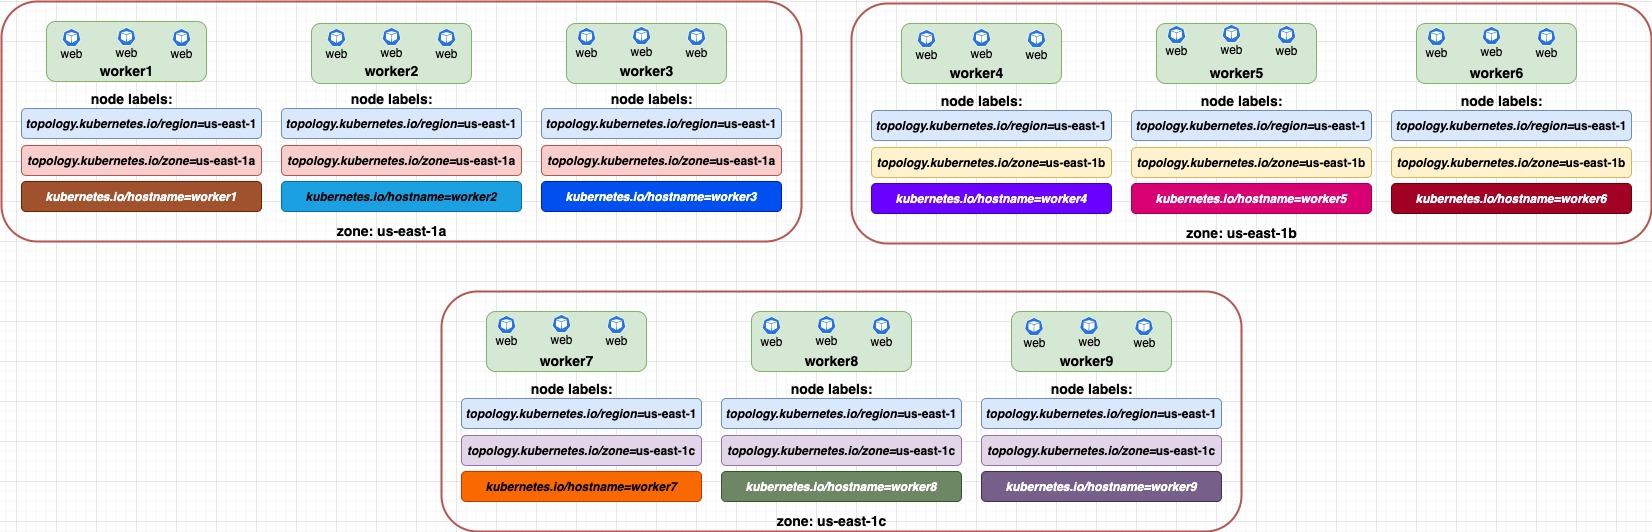 web web web
worker1
node labels:
topology.kubernetes.io/region=us-east-1
topology.kubernetes.io/zone=us-east-1a
kubernetes.io/hostname=worker1
web web web
worker2
node labels:
topology.kubernetes.io/region=us-east-1
topology.kubernetes.io/zone=us-east-1a
kubernetes.io/hostname=worker2
web web web
worker3
node labels:
topology.kubernetes.io/region=us-east-1
topology.kubernetes.io/zone=us-east-1a
kubernetes.io/hostname=worker3
zone: us-east-1a
web web web
worker4
node labels:
topology.kubernetes.io/region=us-east-1
topology.kubernetes.io/zone=us-east-1b
kubernetes.io/hostname=worker4
web web web
worker5
node labels:
topology.kubernetes.io/region=us-east-1
topology.kubernetes.io/zone=us-east-1b
kubernetes.io/hostname=worker5
web web web
worker6
node labels:
topology.kubernetes.io/region=us-east-1
topology.kubernetes.io/zone=us-east-1b
kubernetes.io/hostname=worker6
zone: us-east-1b
web web web
worker7
node labels:
topology.kubernetes.io/region=us-east-1
topology.kubernetes.io/zone=us-east-1c
kubernetes.io/hostname=worker7
web web web
worker8
node labels:
topology.kubernetes.io/region=us-east-1
topology.kubernetes.io/zone=us-east-1c
kubernetes.io/hostname=worker8
web web web
worker9
node labels:
topology.kubernetes.io/region=us-east-1
topology.kubernetes.io/zone=us-east-1c
kubernetes.io/hostname=worker9
zone: us-east-1c